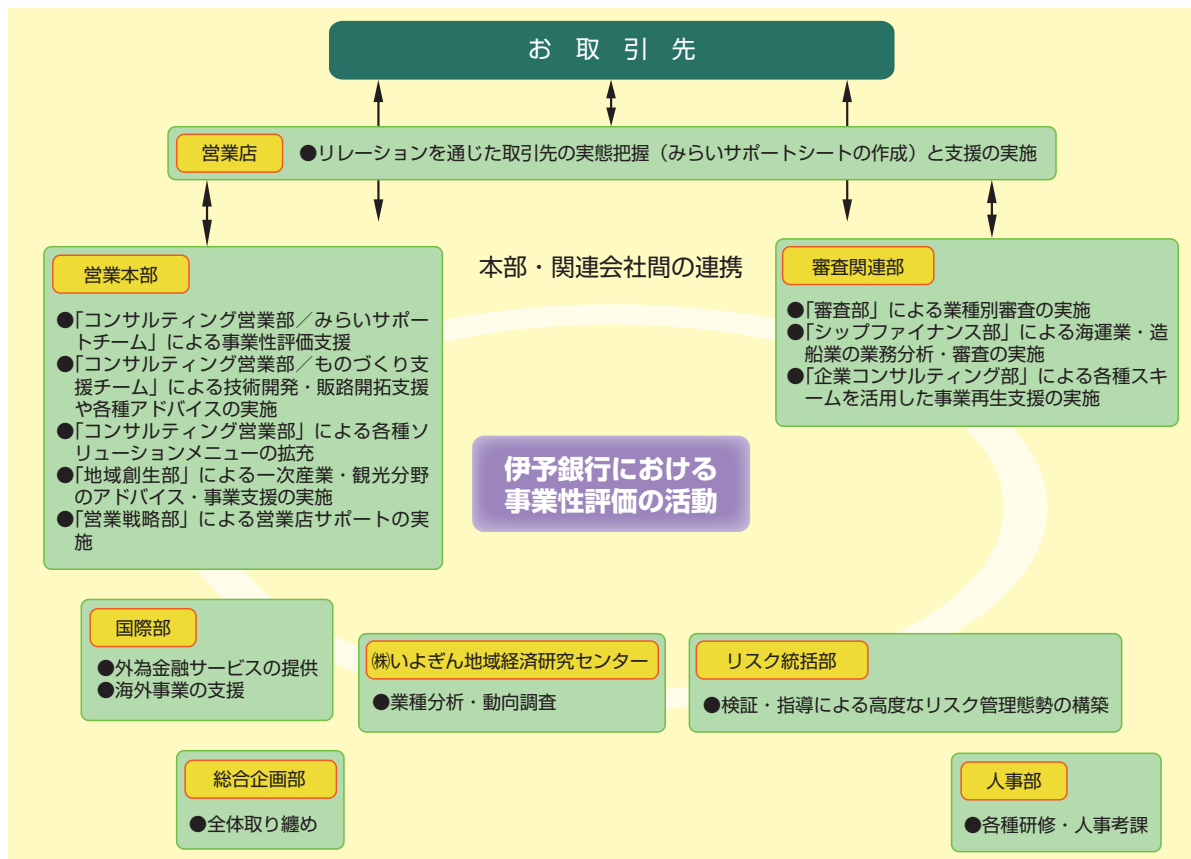 お取引先
営業店
●リレーションを通じた取引先の実態把握（みらいサポートシートの作成）と支援の実施
本部・関連会社間の連携
営業本部
●「コンサルティング営業部／みらいサポー
トチーム」による事業性評価支援
●「コンサルティング営業部／ものづくり支
援チーム」による技術開発・販路開拓支援
や各種アドバイスの実施
●「コンサルティング営業部」による各種ソ
リューションメニューの拡充
●「地域創生部」による一次産業・観光分野
のアドバイス・事業支援の実施
●「営業戦略部」による営業店サポートの実
施
審査関連部
●「審査部」による業種別審査の実施
●「シップファイナンス部」による海運業・造
船業の業務分析・審査の実施
●「企業コンサルティング部」による各種スキ
ームを活用した事業再生支援の実施
伊予銀行における
事業性評価の活動
国際部
●外為金融サービスの提供
●海外事業の支援
㈱いよぎん地域経済研究センター
●業種分析・動向調査
リスク統括部
●検証・指導による高度なリスク管理態勢の構築
総合企画部
●全体取り纏め
人事部
●各種研修・人事考課